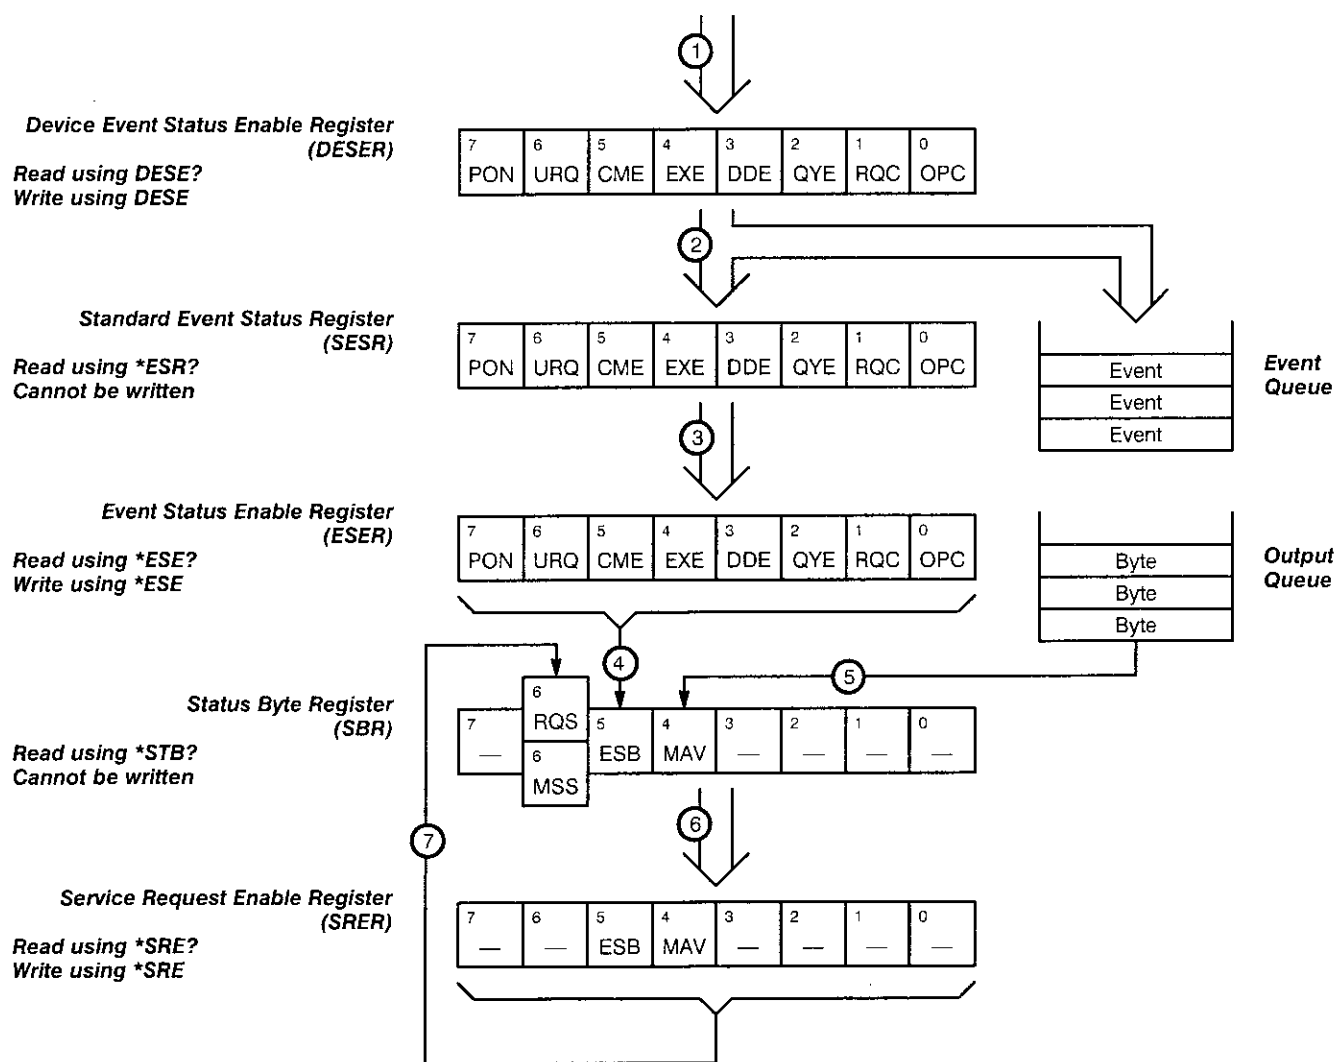 1
Device Event Status Enable Register
(DESER)
Read using DESE?
Write using DESE
7 6 5 4 3 2 1 0
PON URQ CME EXE DDE QYE RQC OPC
2
Standard Event Status Register
(SESR)
Read using *ESR?
Cannot be written
7 6 5 4 3 2 1 0
PON URQ CME EXE DDE QYE RQC OPC
Event
Event
Event
Event
Queue
3
Event Status Enable Register
(ESER)
Read using *ESE?
Write using *ESE
7 6 5 4 3 2 1 0
PON URQ CME EXE DDE QYE RQC OPC
Byte
Byte
Byte
Output
Queue
4
5
Status Byte Register
(SBR)
Read using *STB?
Cannot be written
6
RQS
7 5 4 3 2 1 0
— ESB MAV — — — —
6
MSS
7
6
Service Request Enable Register
(SRER)
Read using *SRE?
Write using *SRE
7 6 5 4 3 2 1 0
— — ESB MAV — — — —